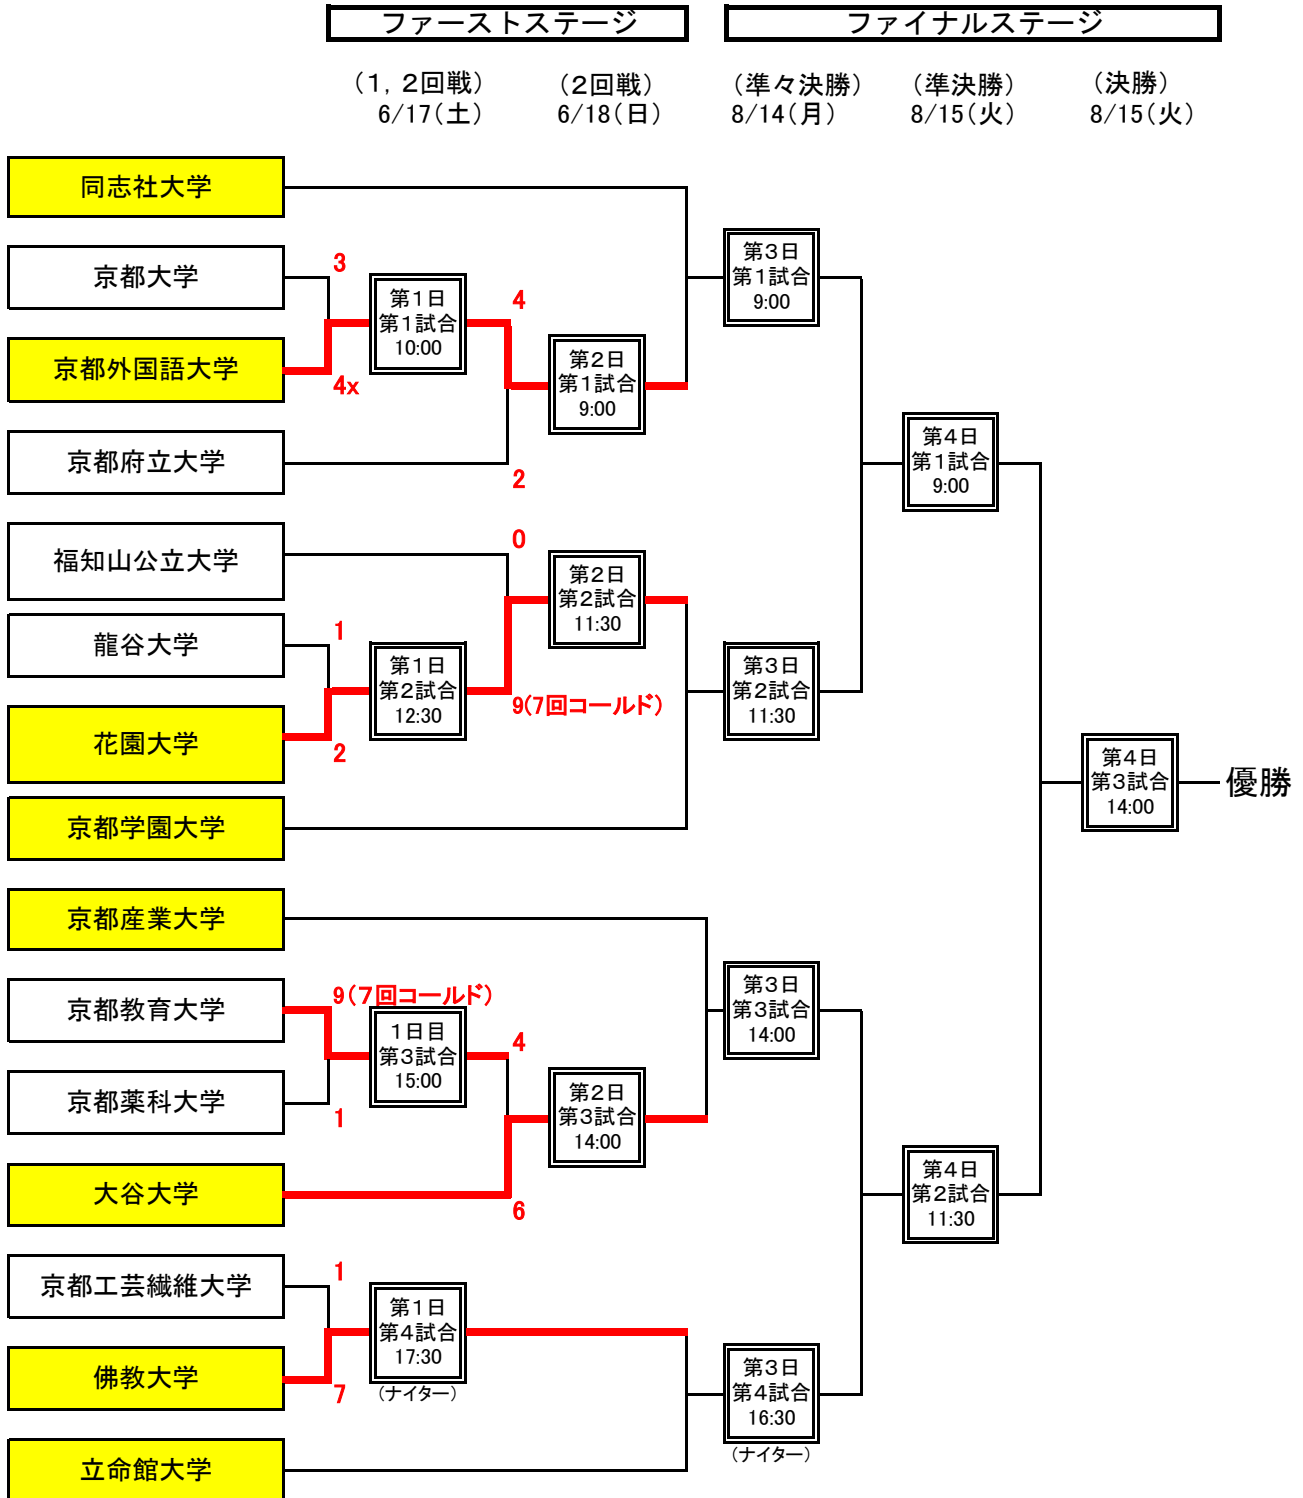 ファーストステージ
ファイナルステージ
(1, 2回戦)
6/17(土)
(2回戦)
6/18(日)
(準々決勝)
8/14(月)
(準決勝)
8/15(火)
(決勝)
8/15(火)
同志社大学
京都大学
3
第1日
第1試合
10:00
4
京都外国語大学
4x
第2日
第1試合
9:00
第3日
第1試合
9:00
京都府立大学
2
第4日
第1試合
9:00
福知山公立大学
0
第2日
第2試合
11:30
龍谷大学
1
第1日
第2試合
12:30
9(7回コールド)
第3日
第2試合
11:30
花園大学
2
京都学園大学
第4日
第3試合
14:00
優勝
京都産業大学
京都教育大学
9(7回コールド)
1日目
第3試合
15:00
4
第3日
第3試合
14:00
京都薬科大学
1
第2日
第3試合
14:00
大谷大学
6
第4日
第2試合
11:30
京都工芸繊維大学
1
第1日
第4試合
17:30
(ナイター)
佛教大学
7
第3日
第4試合
16:30
(ナイター)
立命館大学